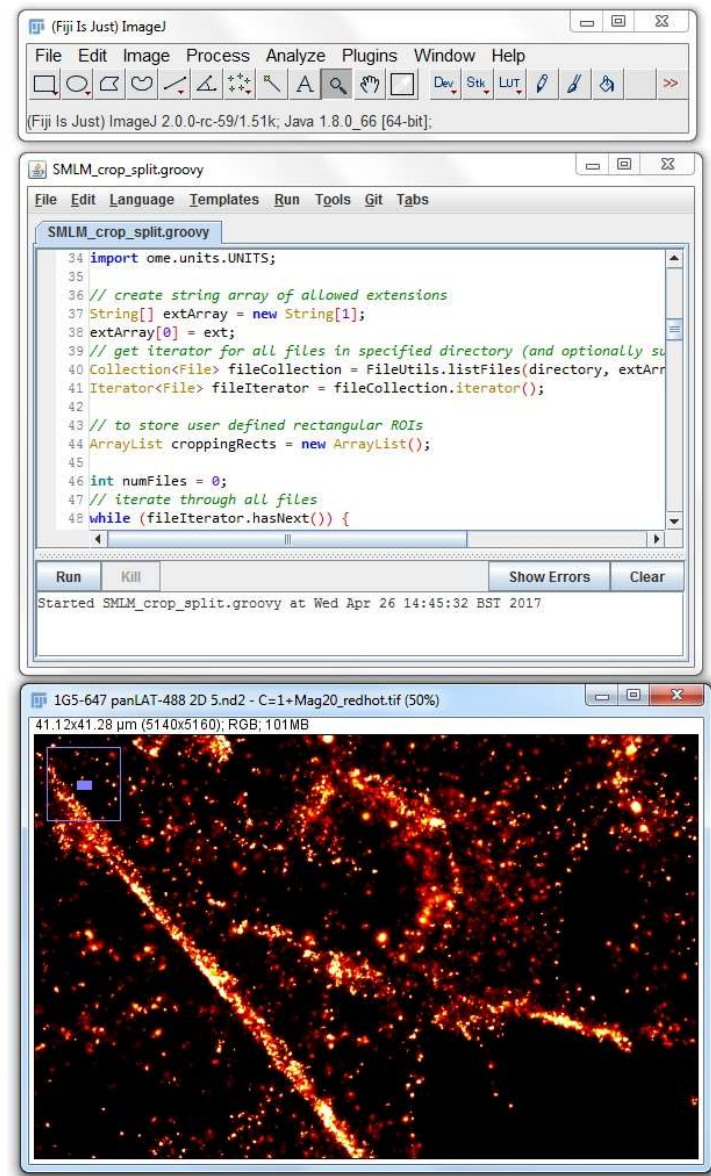 (Fiji Is Just) ImageJ
File Edit Image Process Analyze Plugins Window Help
A Dev Stk LUT >>
(Fiji Is Just) ImageJ 2.0.0-rc-59/1.51k; Java 1.8.0_66 [64-bit];
SMLM_crop_split.groovy
File Edit Language Templates Run Tools Git Tabs
SMLM_crop_split.groovy
34 import ome.units.UNITS;
35
36 // create string array of allowed extensions
37 String[] extArray = new String[1];
38 extArray[0] = ext;
39 // get iterator for all files in specified directory (and optionally su
40 Collection<File> fileCollection = FileUtils.listFiles(directory, extArr
41 Iterator<File> fileIterator = fileCollection.iterator();
42
43 // to store user defined rectangular ROIs
44 ArrayList croppingRects = new ArrayList();
45
46 int numFiles = 0;
47 // iterate through all files
48 while (fileIterator.hasNext()) {
Run Kill Show Errors Clear
Started SMLM_crop_split.groovy at Wed Apr 26 14:45:32 BST 2017
1G5-647 panLAT-488 2D 5.nd2 - C=1+Mag20_redhot.tif (50%)
41.12x41.28 µm (5140x5160); RGB; 101MB